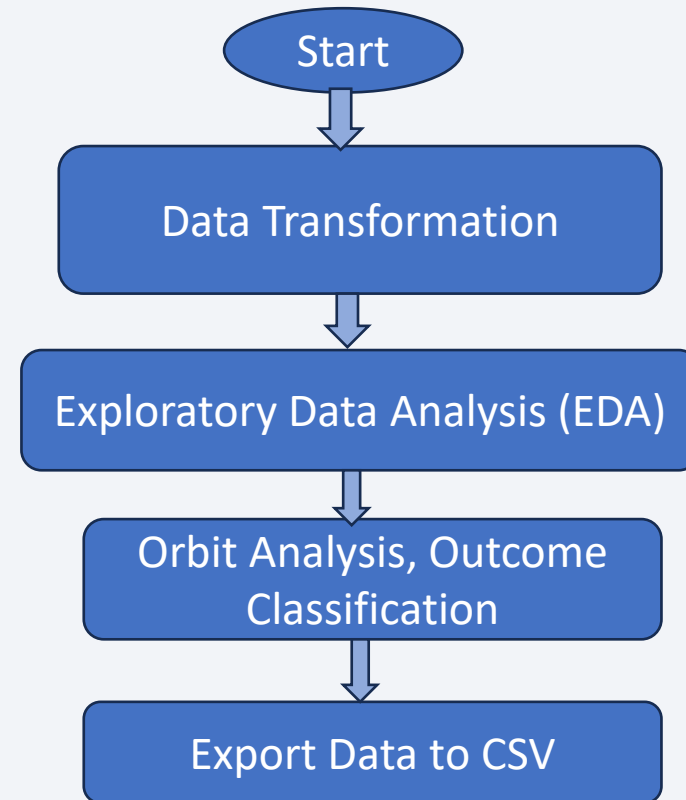 Start
Data Transformation
Exploratory Data Analysis (EDA)
Orbit Analysis, Outcome
Classification
Export Data to CSV